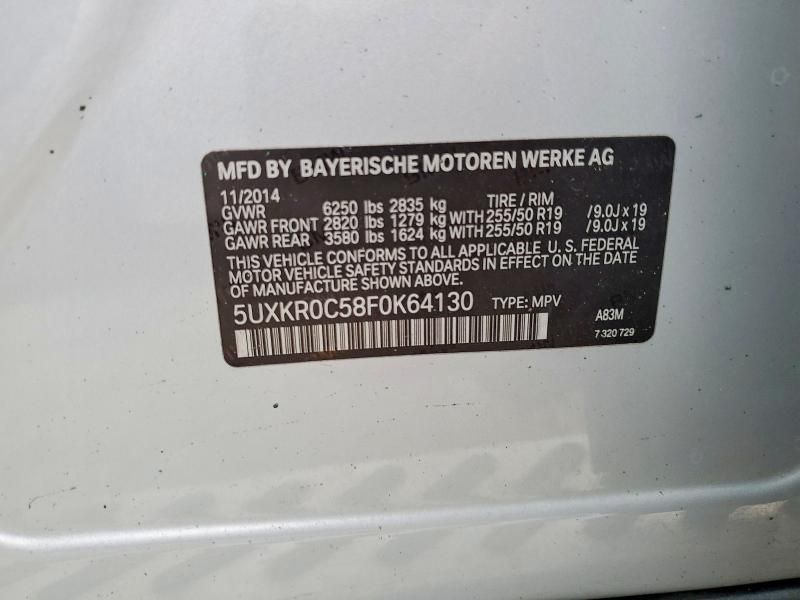 MFD BY BAYERISCHE MOTOREN WERKE AG
11/2014 TIRE / RIM
GVWR 6250 lbs 2835 kg
GAWR FRONT 2820 lbs 1279 kg WITH 255/50 R19 /9.0J x 19
GAWR REAR 3580 lbs 1624 kg WITH 255/50 R19 /9.0J x 19
THIS VEHICLE CONFORMS TO ALL APPLICABLE U. S. FEDERAL
MOTOR VEHICLE SAFETY STANDARDS IN EFFECT ON THE DATE
OF MANUFACTURE SHOWN ABOVE.
5UXKR0C58F0K64130 TYPE: MPV A83M
7 320 729